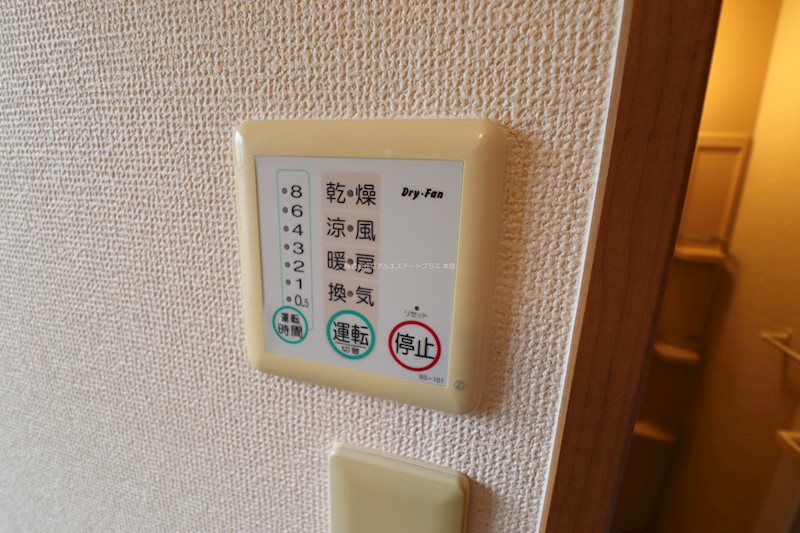 Dry・Fan
8
6
4
3
2
1
0.5
乾・燥
涼・風
暖・房
換・気
リセット
運転
時間
運転
切替
停止
BS-101
アルエステートプラス 本店